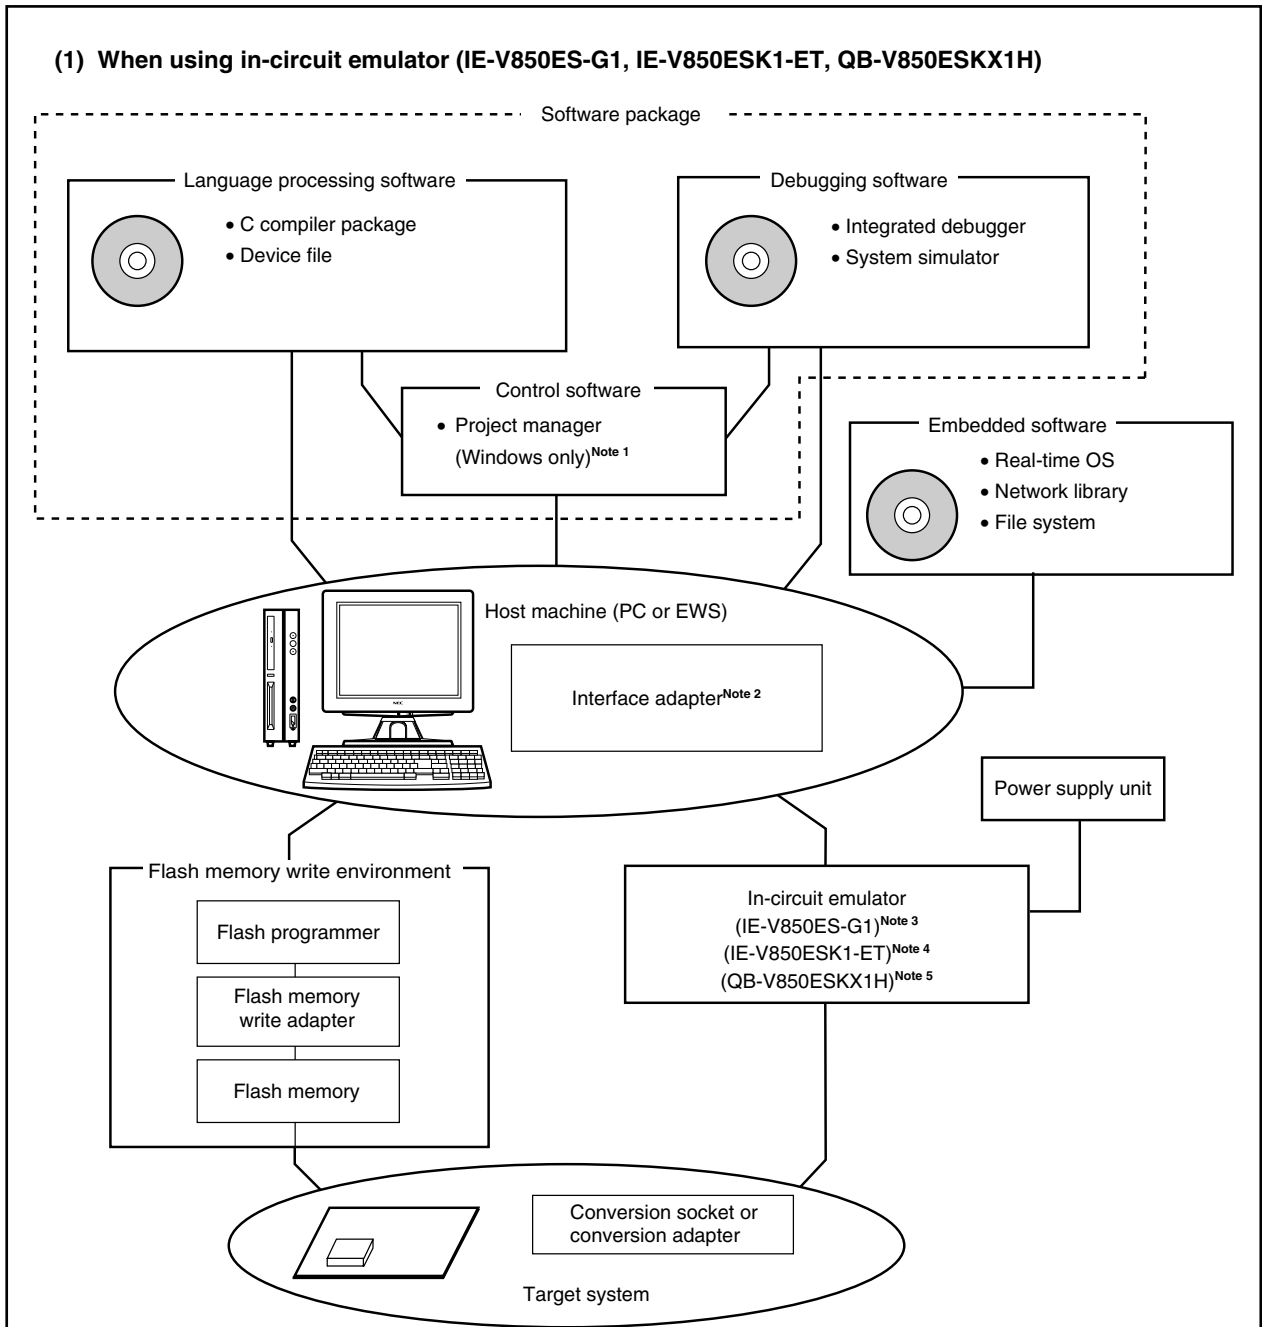 (1) When using in-circuit emulator (IE-V850ES-G1, IE-V850ESK1-ET, QB-V850ESKX1H)
Software package
Language processing software
• C compiler package
• Device file
Debugging software
• Integrated debugger
• System simulator
Control software
• Project manager
(Windows only)Note 1
Embedded software
• Real-time OS
• Network library
• File system
Host machine (PC or EWS)
Interface adapterNote 2
NEC
Power supply unit
Flash memory write environment
Flash programmer
Flash memory
write adapter
Flash memory
In-circuit emulator
(IE-V850ES-G1)Note 3
(IE-V850ESK1-ET)Note 4
(QB-V850ESKX1H)Note 5
Conversion socket or
conversion adapter
Target system